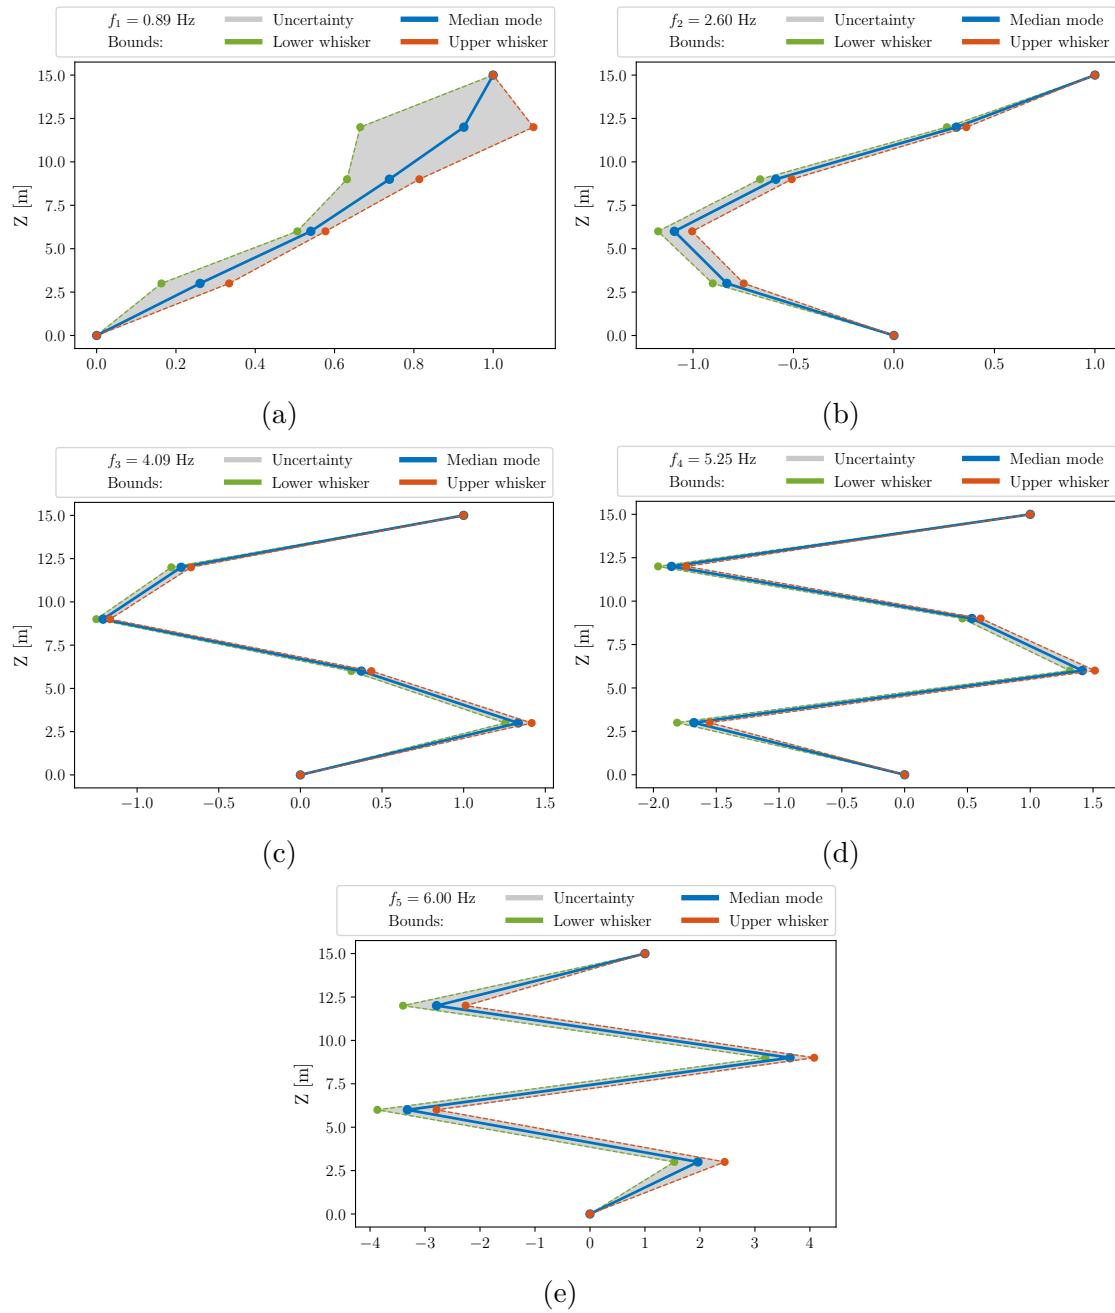 f₁ = 0.89 Hz Uncertainty Median mode
Bounds: Lower whisker Upper whisker
15.0
12.5
10.0
7.5
5.0
2.5
0.0
Z [m]
0.0 0.2 0.4 0.6 0.8 1.0
(a)
f₂ = 2.60 Hz Uncertainty Median mode
Bounds: Lower whisker Upper whisker
15.0
12.5
10.0
7.5
5.0
2.5
0.0
Z [m]
−1.0 −0.5 0.0 0.5 1.0
(b)
f₃ = 4.09 Hz Uncertainty Median mode
Bounds: Lower whisker Upper whisker
15.0
12.5
10.0
7.5
5.0
2.5
0.0
Z [m]
−1.0 −0.5 0.0 0.5 1.0 1.5
(c)
f₄ = 5.25 Hz Uncertainty Median mode
Bounds: Lower whisker Upper whisker
15.0
12.5
10.0
7.5
5.0
2.5
0.0
Z [m]
−2.0 −1.5 −1.0 −0.5 0.0 0.5 1.0 1.5
(d)
f₅ = 6.00 Hz Uncertainty Median mode
Bounds: Lower whisker Upper whisker
15.0
12.5
10.0
7.5
5.0
2.5
0.0
Z [m]
−4 −3 −2 −1 0 1 2 3 4
(e)